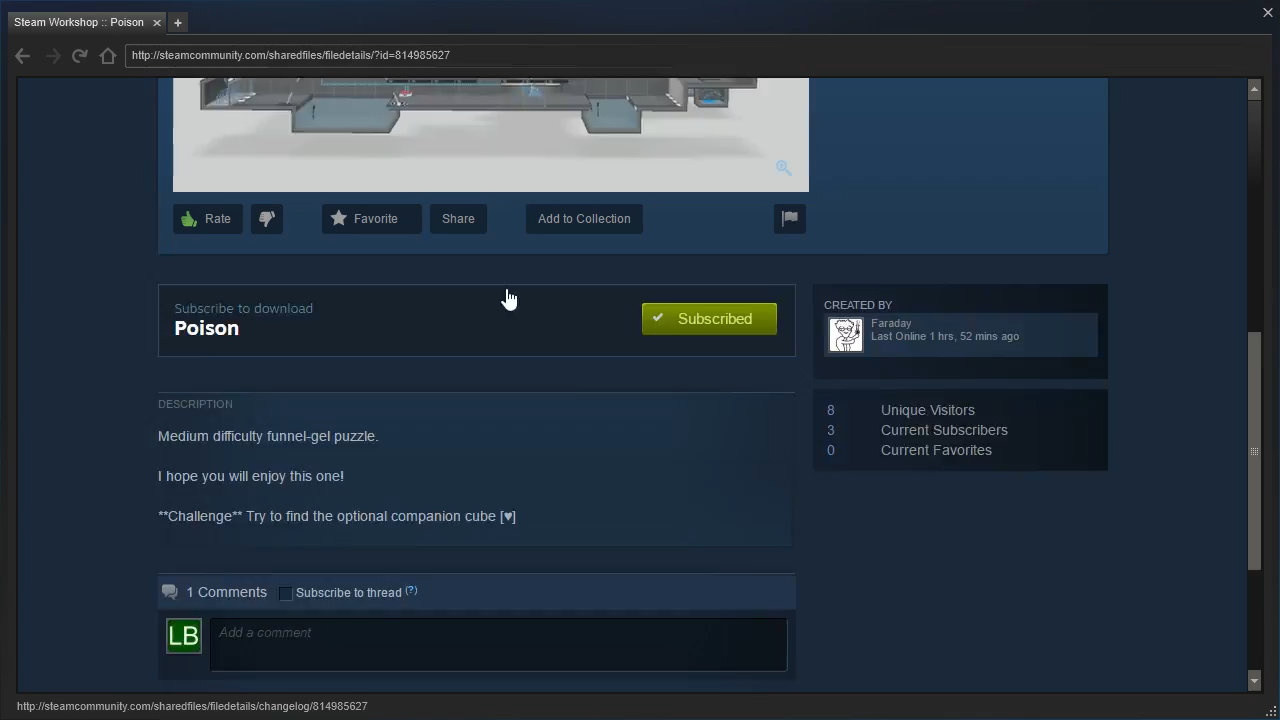 Steam Workshop :: Poison
http://steamcommunity.com/sharedfiles/filedetails/?id=814985627
Rate
Favorite
Share
Add to Collection
Subscribe to download
Poison
Subscribed
CREATED BY
Faraday
Last Online 1 hrs, 52 mins ago
8 Unique Visitors
3 Current Subscribers
0 Current Favorites
DESCRIPTION
Medium difficulty funnel-gel puzzle.
I hope you will enjoy this one!
**Challenge** Try to find the optional companion cube [♥]
1 Comments Subscribe to thread (?)
LB
Add a comment
http://steamcommunity.com/sharedfiles/filedetails/changelog/814985627